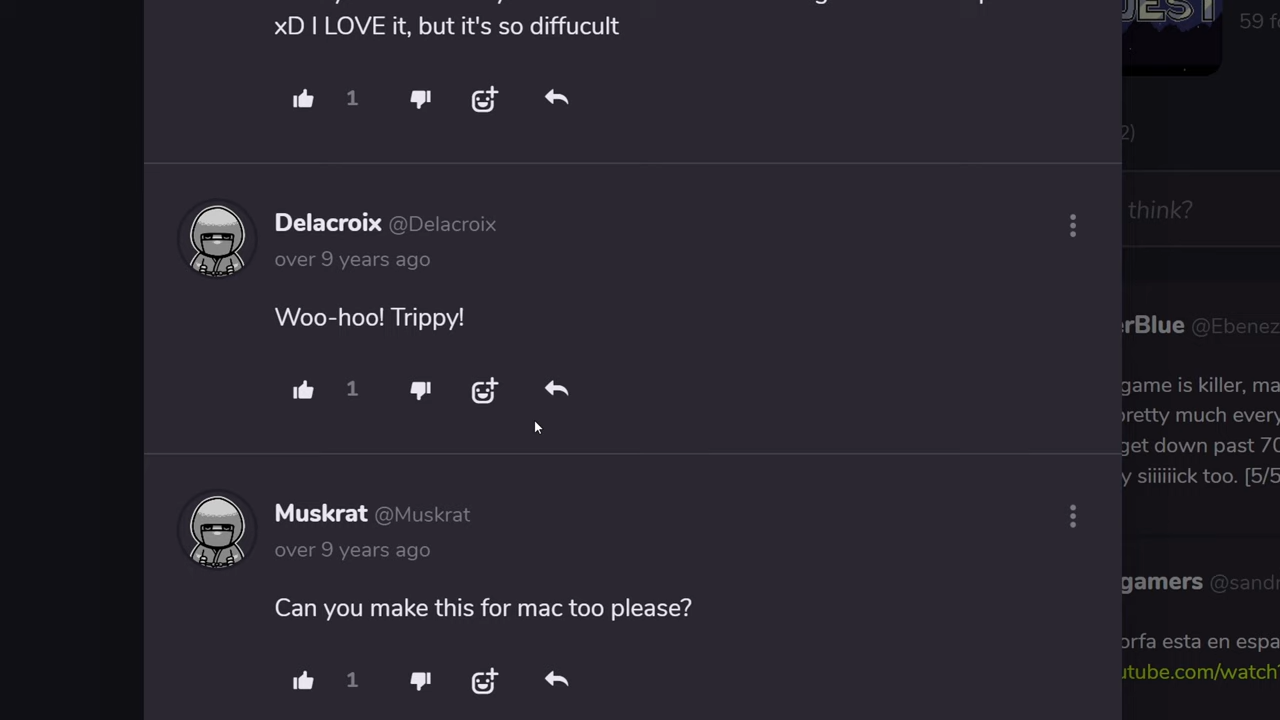 xD I LOVE it, but it's so diffucult
1
59
2)
Delacroix @Delacroix
over 9 years ago
think?
Woo-hoo! Trippy!
erBlue @Ebenez
game is killer, ma
1
pretty much every
get down past 70
y siiiiiick too. [5/5
Muskrat @Muskrat
over 9 years ago
gamers @sand
Can you make this for mac too please?
orfa esta en espa
utube.com/watch?
1